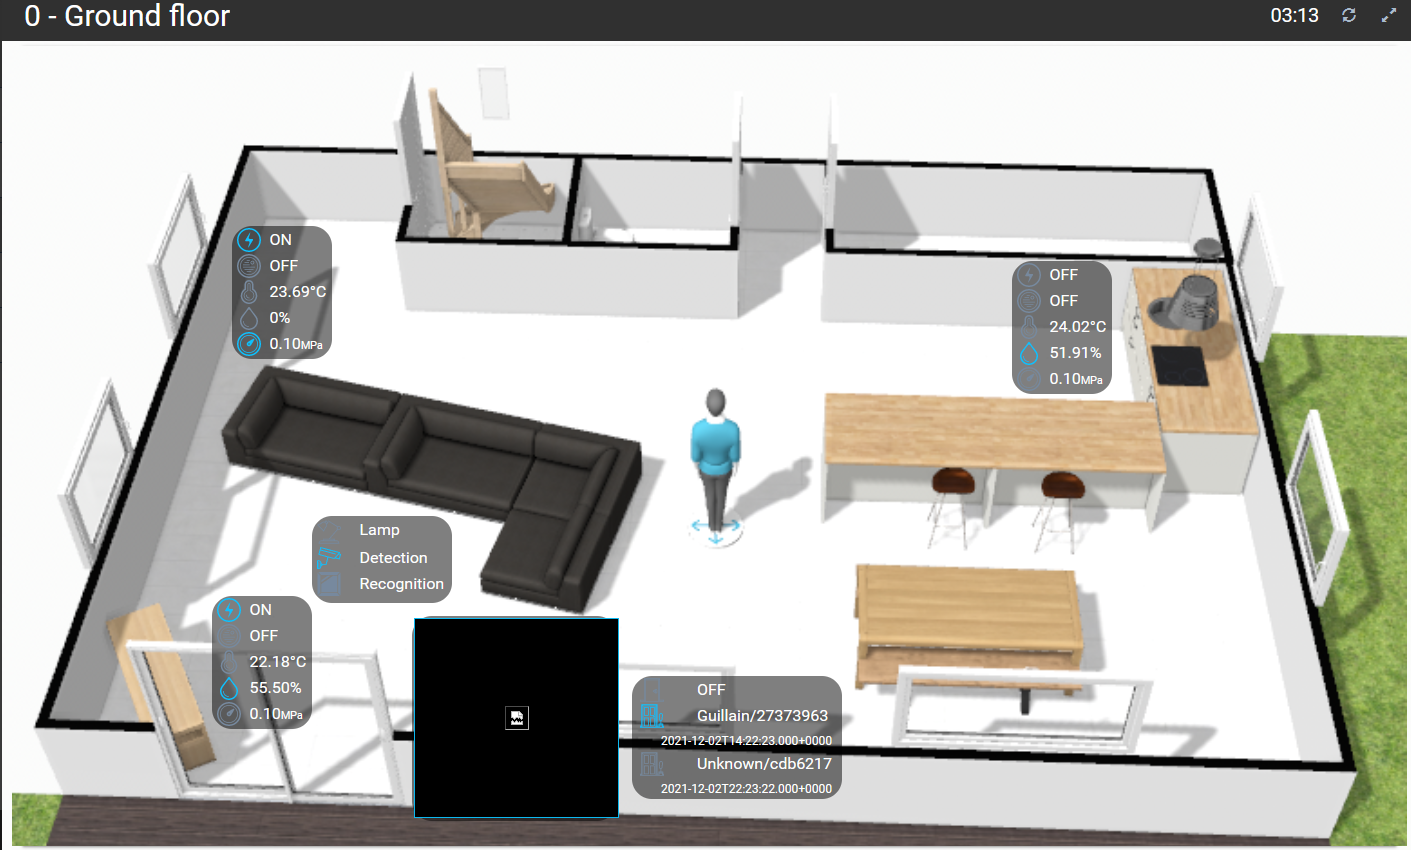 0 - Ground floor
03:13
ON
OFF
23.69°C
0%
0.10MPa
OFF
OFF
24.02°C
51.91%
0.10MPa
Lamp
Detection
Recognition
ON
OFF
22.18°C
55.50%
0.10MPa
OFF
Guillain/27373963
2021-12-02T14:22:23.000+0000
Unknown/cdb6217
2021-12-02T22:23:22.000+0000